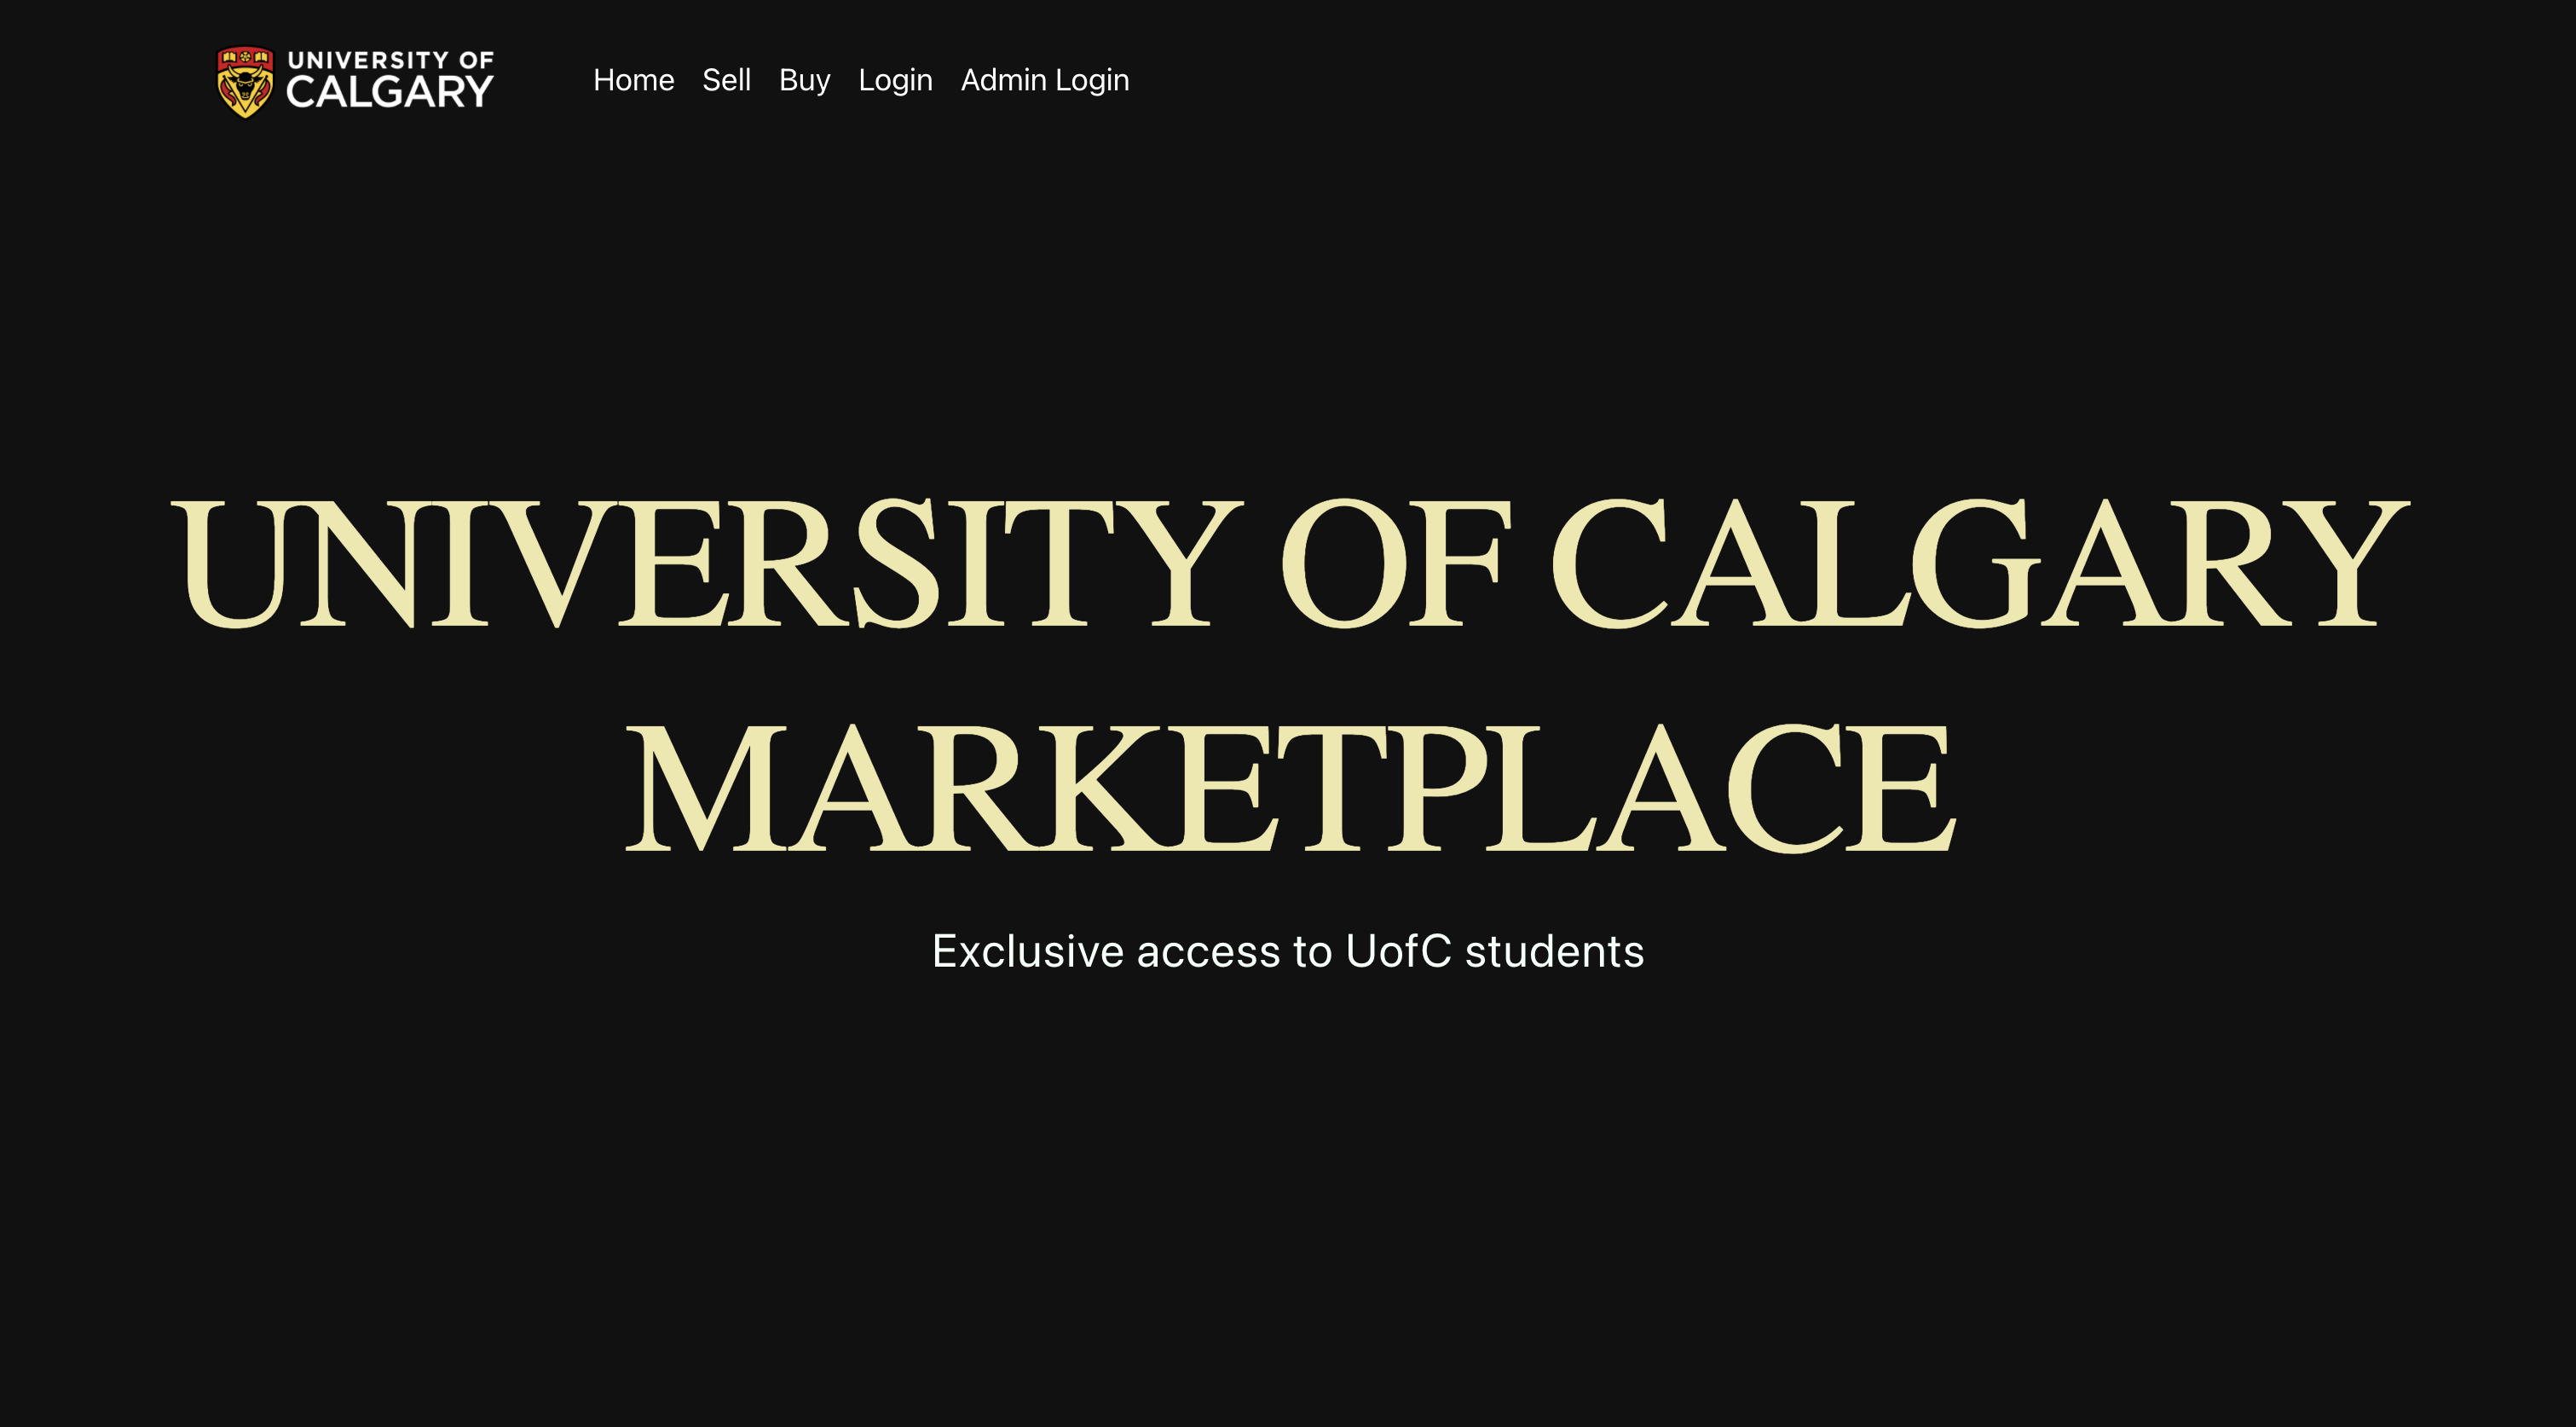 UNIVERSITY OF
CALGARY
Home Sell Buy Login Admin Login
UNIVERSITY OF CALGARY
MARKETPLACE
Exclusive access to UofC students